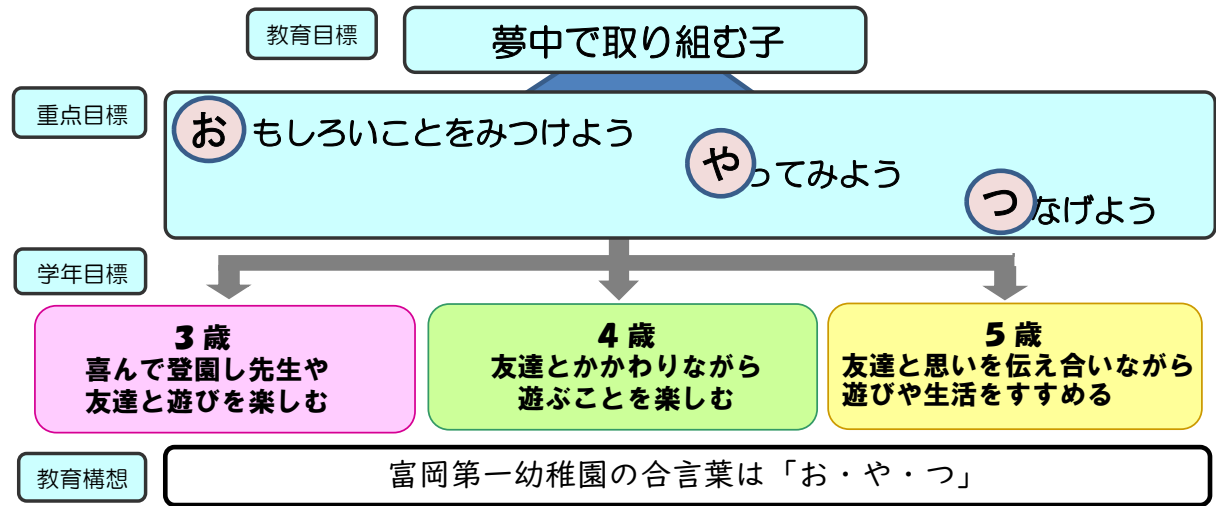 教育目標
夢中で取り組む子
重点目標
おもしろいことをみつけよう
やってみよう
つなげよう
学年目標
3歳
喜んで登園し先生や
友達と遊びを楽しむ
4歳
友達とかかわりながら
遊ぶことを楽しむ
5歳
友達と思いを伝え合いながら
遊びや生活をすすめる
教育構想
富岡第一幼稚園の合言葉は「お・や・つ」